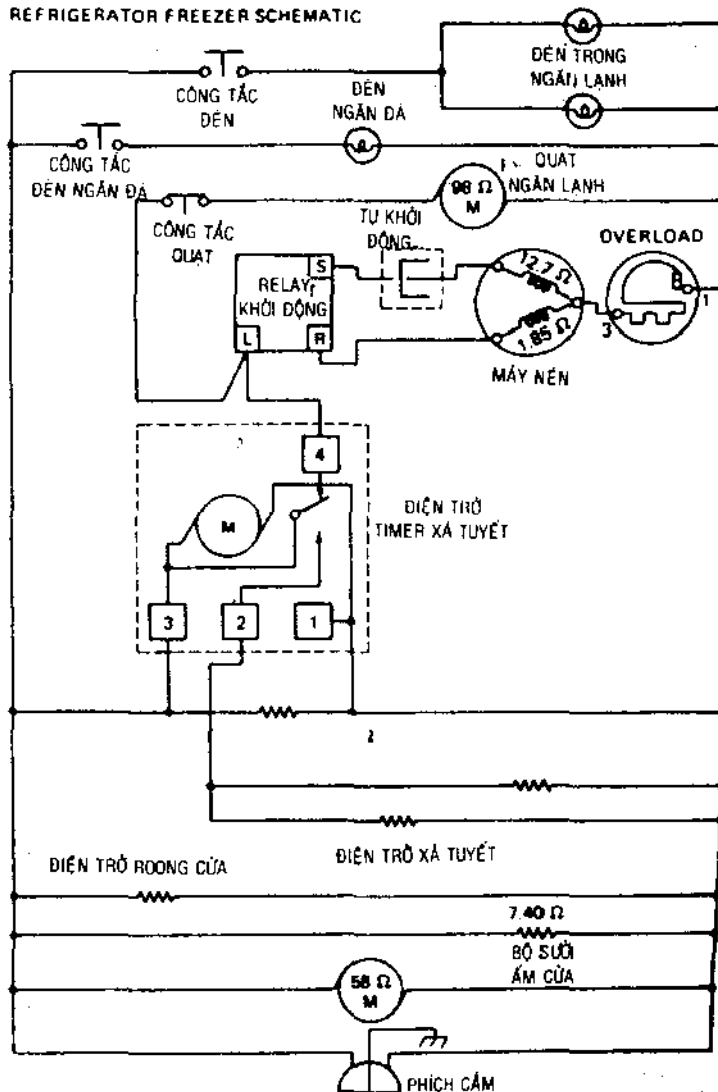 REFRIGERATOR FREEZER SCHEMATIC
ĐÈN TRONG
NGĂN LẠNH
CÔNG TẮC
ĐÈN
ĐÈN
NGĂN ĐÁ
CÔNG TẮC
ĐÈN NGĂN ĐÁ
QUẠT
NGĂN LẠNH
98 Ω
M
CÔNG TẮC
QUẠT
TỤ KHỞI
ĐỘNG
OVERLOAD
S
RELAY
KHỞI ĐỘNG
L
R
12.7 Ω
1.85 Ω
3
1
MÁY NÉN
4
M
ĐIỆN TRỞ
TIMER XẢ TUYẾT
3
2
1
2
ĐIỆN TRỞ ROONG CỬA
ĐIỆN TRỞ XẢ TUYẾT
7.40 Ω
BỘ SƯỞI
ẤM CỬA
58 Ω
M
PHÍCH CẮM